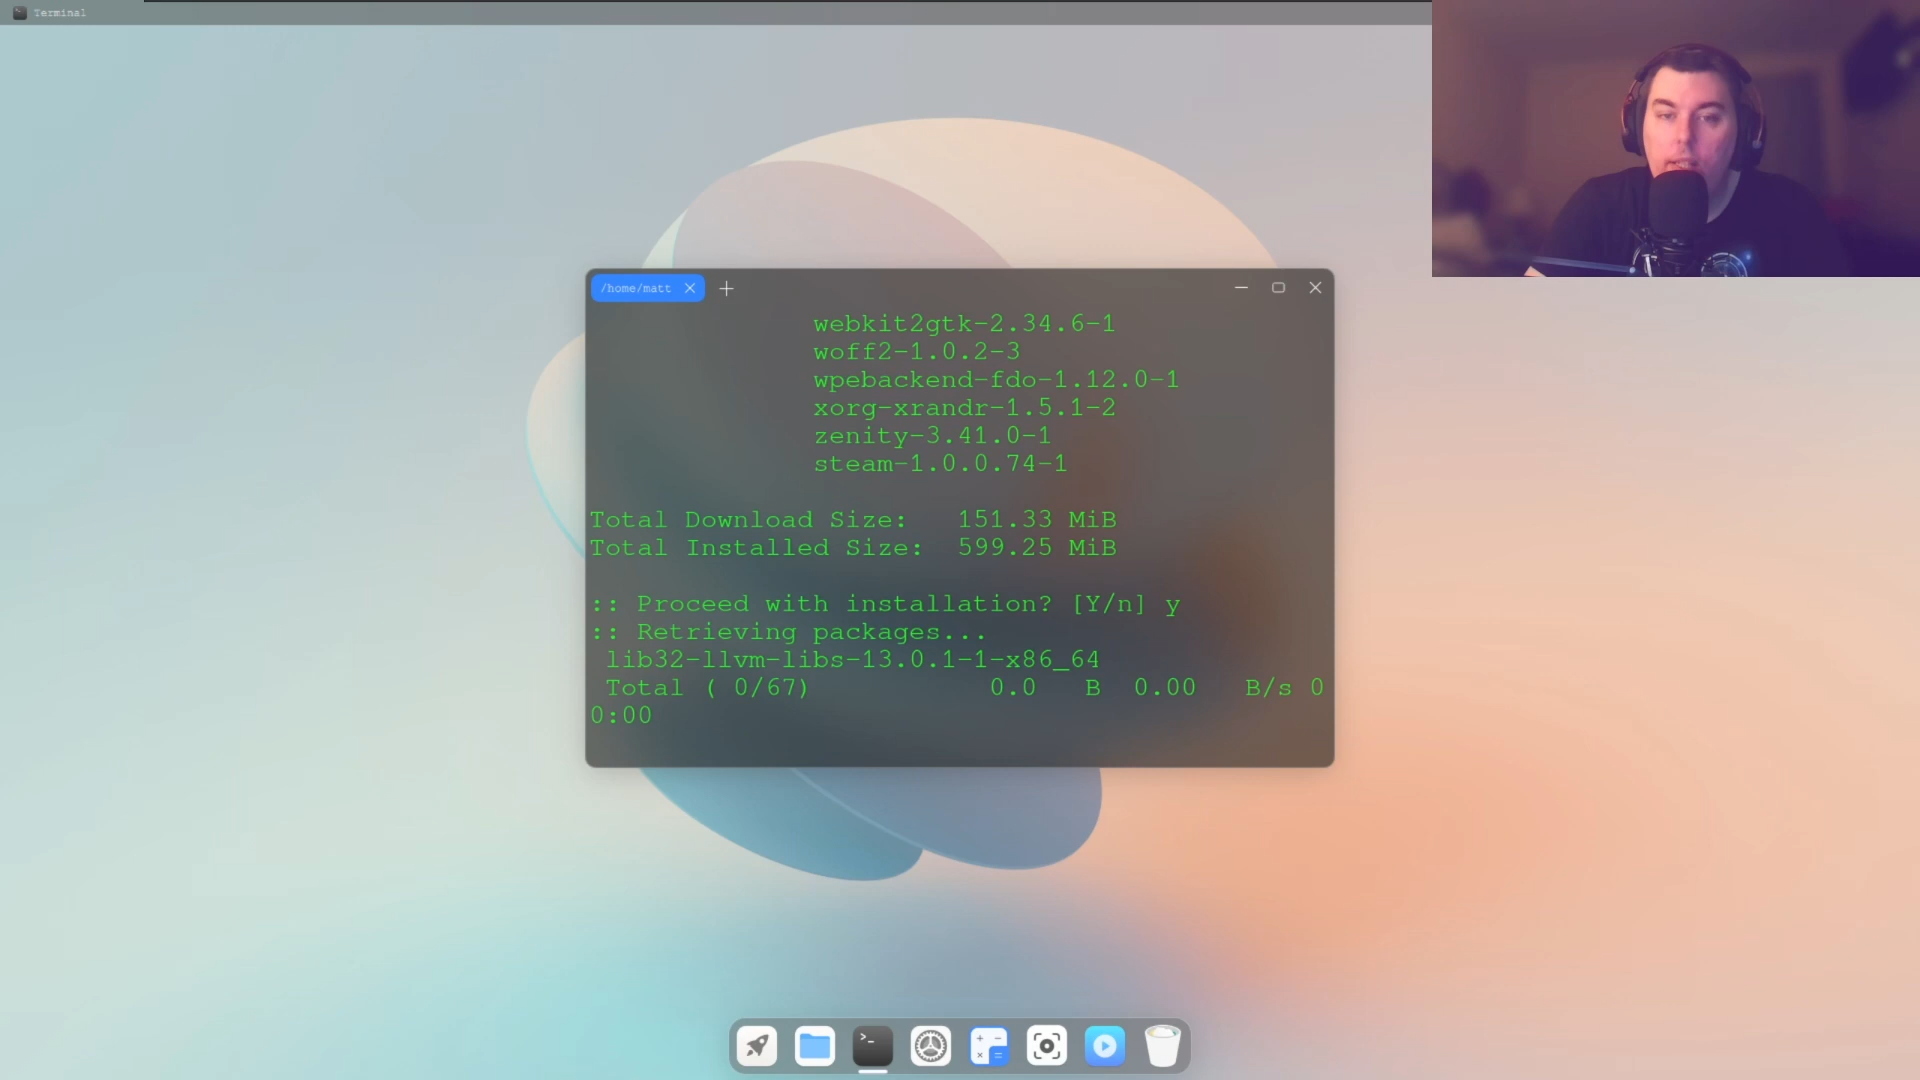 Terminal
/home/matt
webkit2gtk-2.34.6-1
woff2-1.0.2-3
wpebackend-fdo-1.12.0-1
xorg-xrandr-1.5.1-2
zenity-3.41.0-1
steam-1.0.0.74-1
Total Download Size:   151.33 MiB
Total Installed Size:  599.25 MiB
:: Proceed with installation? [Y/n] y
:: Retrieving packages...
lib32-llvm-libs-13.0.1-1-x86_64
Total ( 0/67)           0.0   B  0.00   B/s 0
0:00